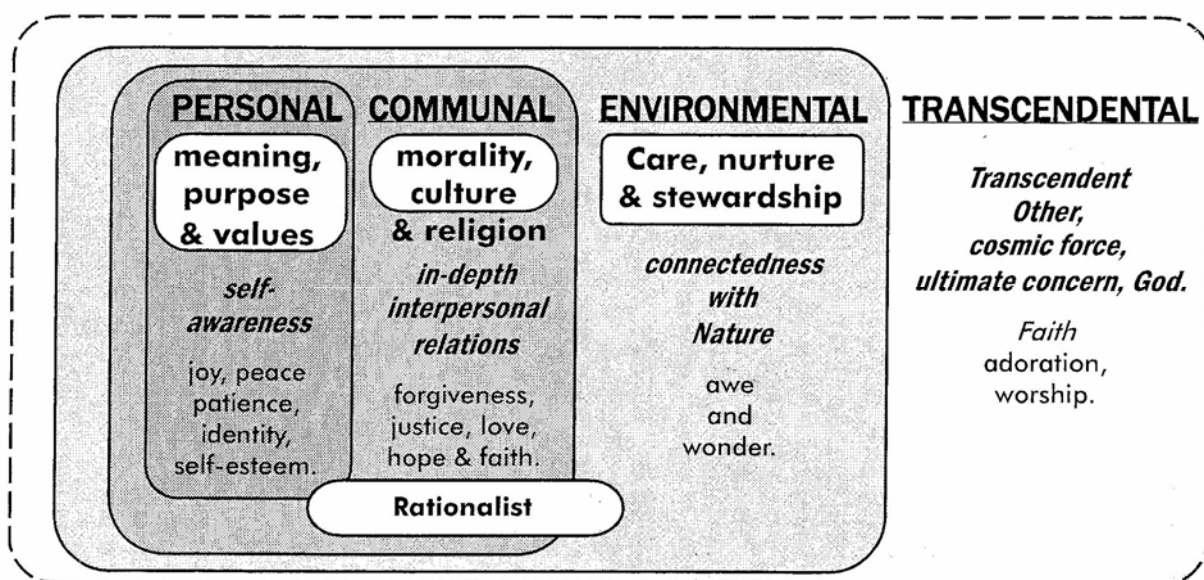 PERSONAL
meaning,
purpose
& values
self-
awareness
joy, peace
patience,
identity,
self-esteem.
COMMUNAL
morality,
culture
& religion
in-depth
interpersonal
relations
forgiveness,
justice, love,
hope & faith.
ENVIRONMENTAL
Care, nurture
& stewardship
connectedness
with
Nature
awe
and
wonder.
TRANSCENDENTAL
Transcendent
Other,
cosmic force,
ultimate concern, God.
Faith
adoration,
worship.
Rationalist